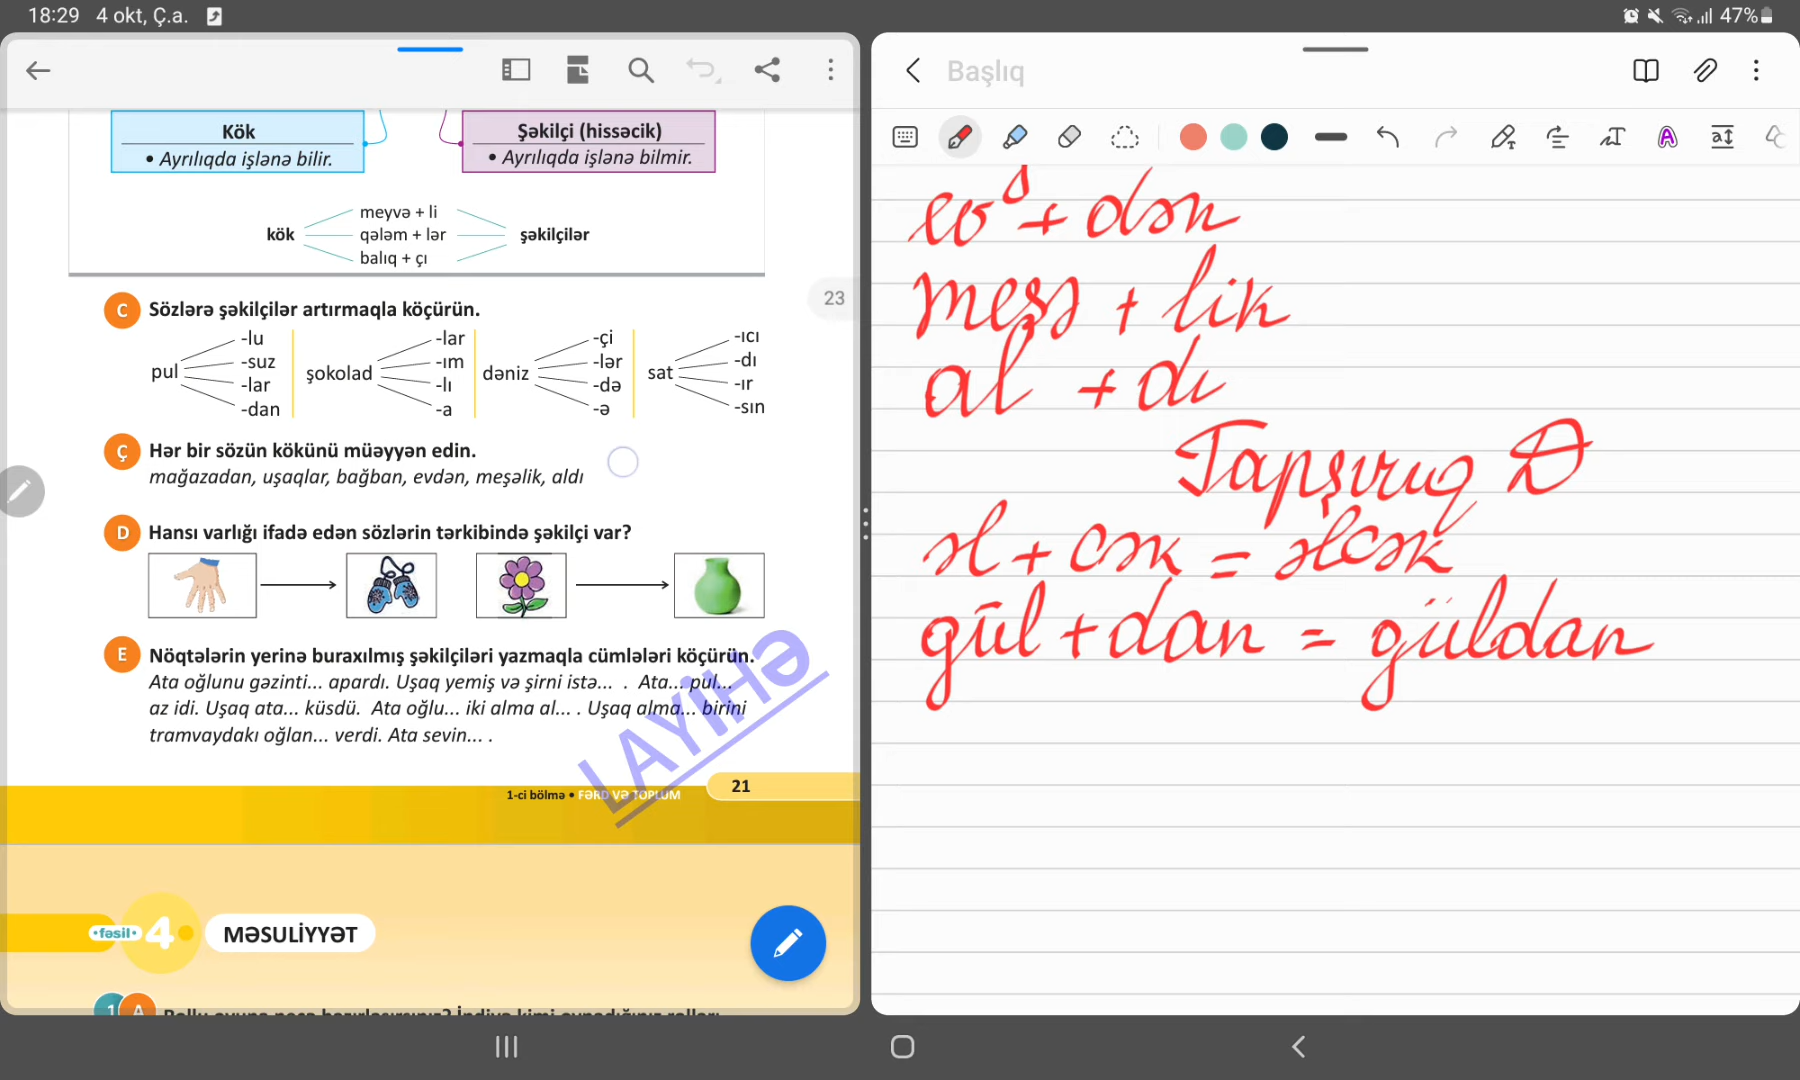 18:29 4 okt, Ç.a. 47%
Kök
• Ayrılıqda işlənə bilir.
Şəkilçi (hissəcik)
• Ayrılıqda işlənə bilmir.
kök
meyvə + li
qələm + lər
balıq + çı
şəkilçilər
23
C Sözlərə şəkilçilər artırmaqla köçürün.
pul
-lu
-suz
-lar
-dan
şokolad
-lar
-ım
-lı
-a
dəniz
-çi
-lər
-də
-ə
sat
-ıcı
-dı
-ır
-sın
Ç Hər bir sözün kökünü müəyyən edin.
mağazadan, uşaqlar, bağban, evdən, meşəlik, aldı
D Hansı varlığı ifadə edən sözlərin tərkibində şəkilçi var?
E Nöqtələrin yerinə buraxılmış şəkilçiləri yazmaqla cümlələri köçürün.
Ata oğlunu gəzinti... apardı. Uşaq yemiş və şirni istə... . Ata... pul...
az idi. Uşaq ata... küsdü. Ata oğlu... iki alma al... . Uşaq alma... birini
tramvaydakı oğlan... verdi. Ata sevin... .
LAYİHƏ
1-ci bölmə • FƏRD VƏ TOPLUM 21
•fəsil• 4 MƏSULİYYƏT
1 A
Başlıq
+ dən
meşə + lik
al + dı
Tapşırıq D
əl + cək = əlcək
gül + dan = güldan